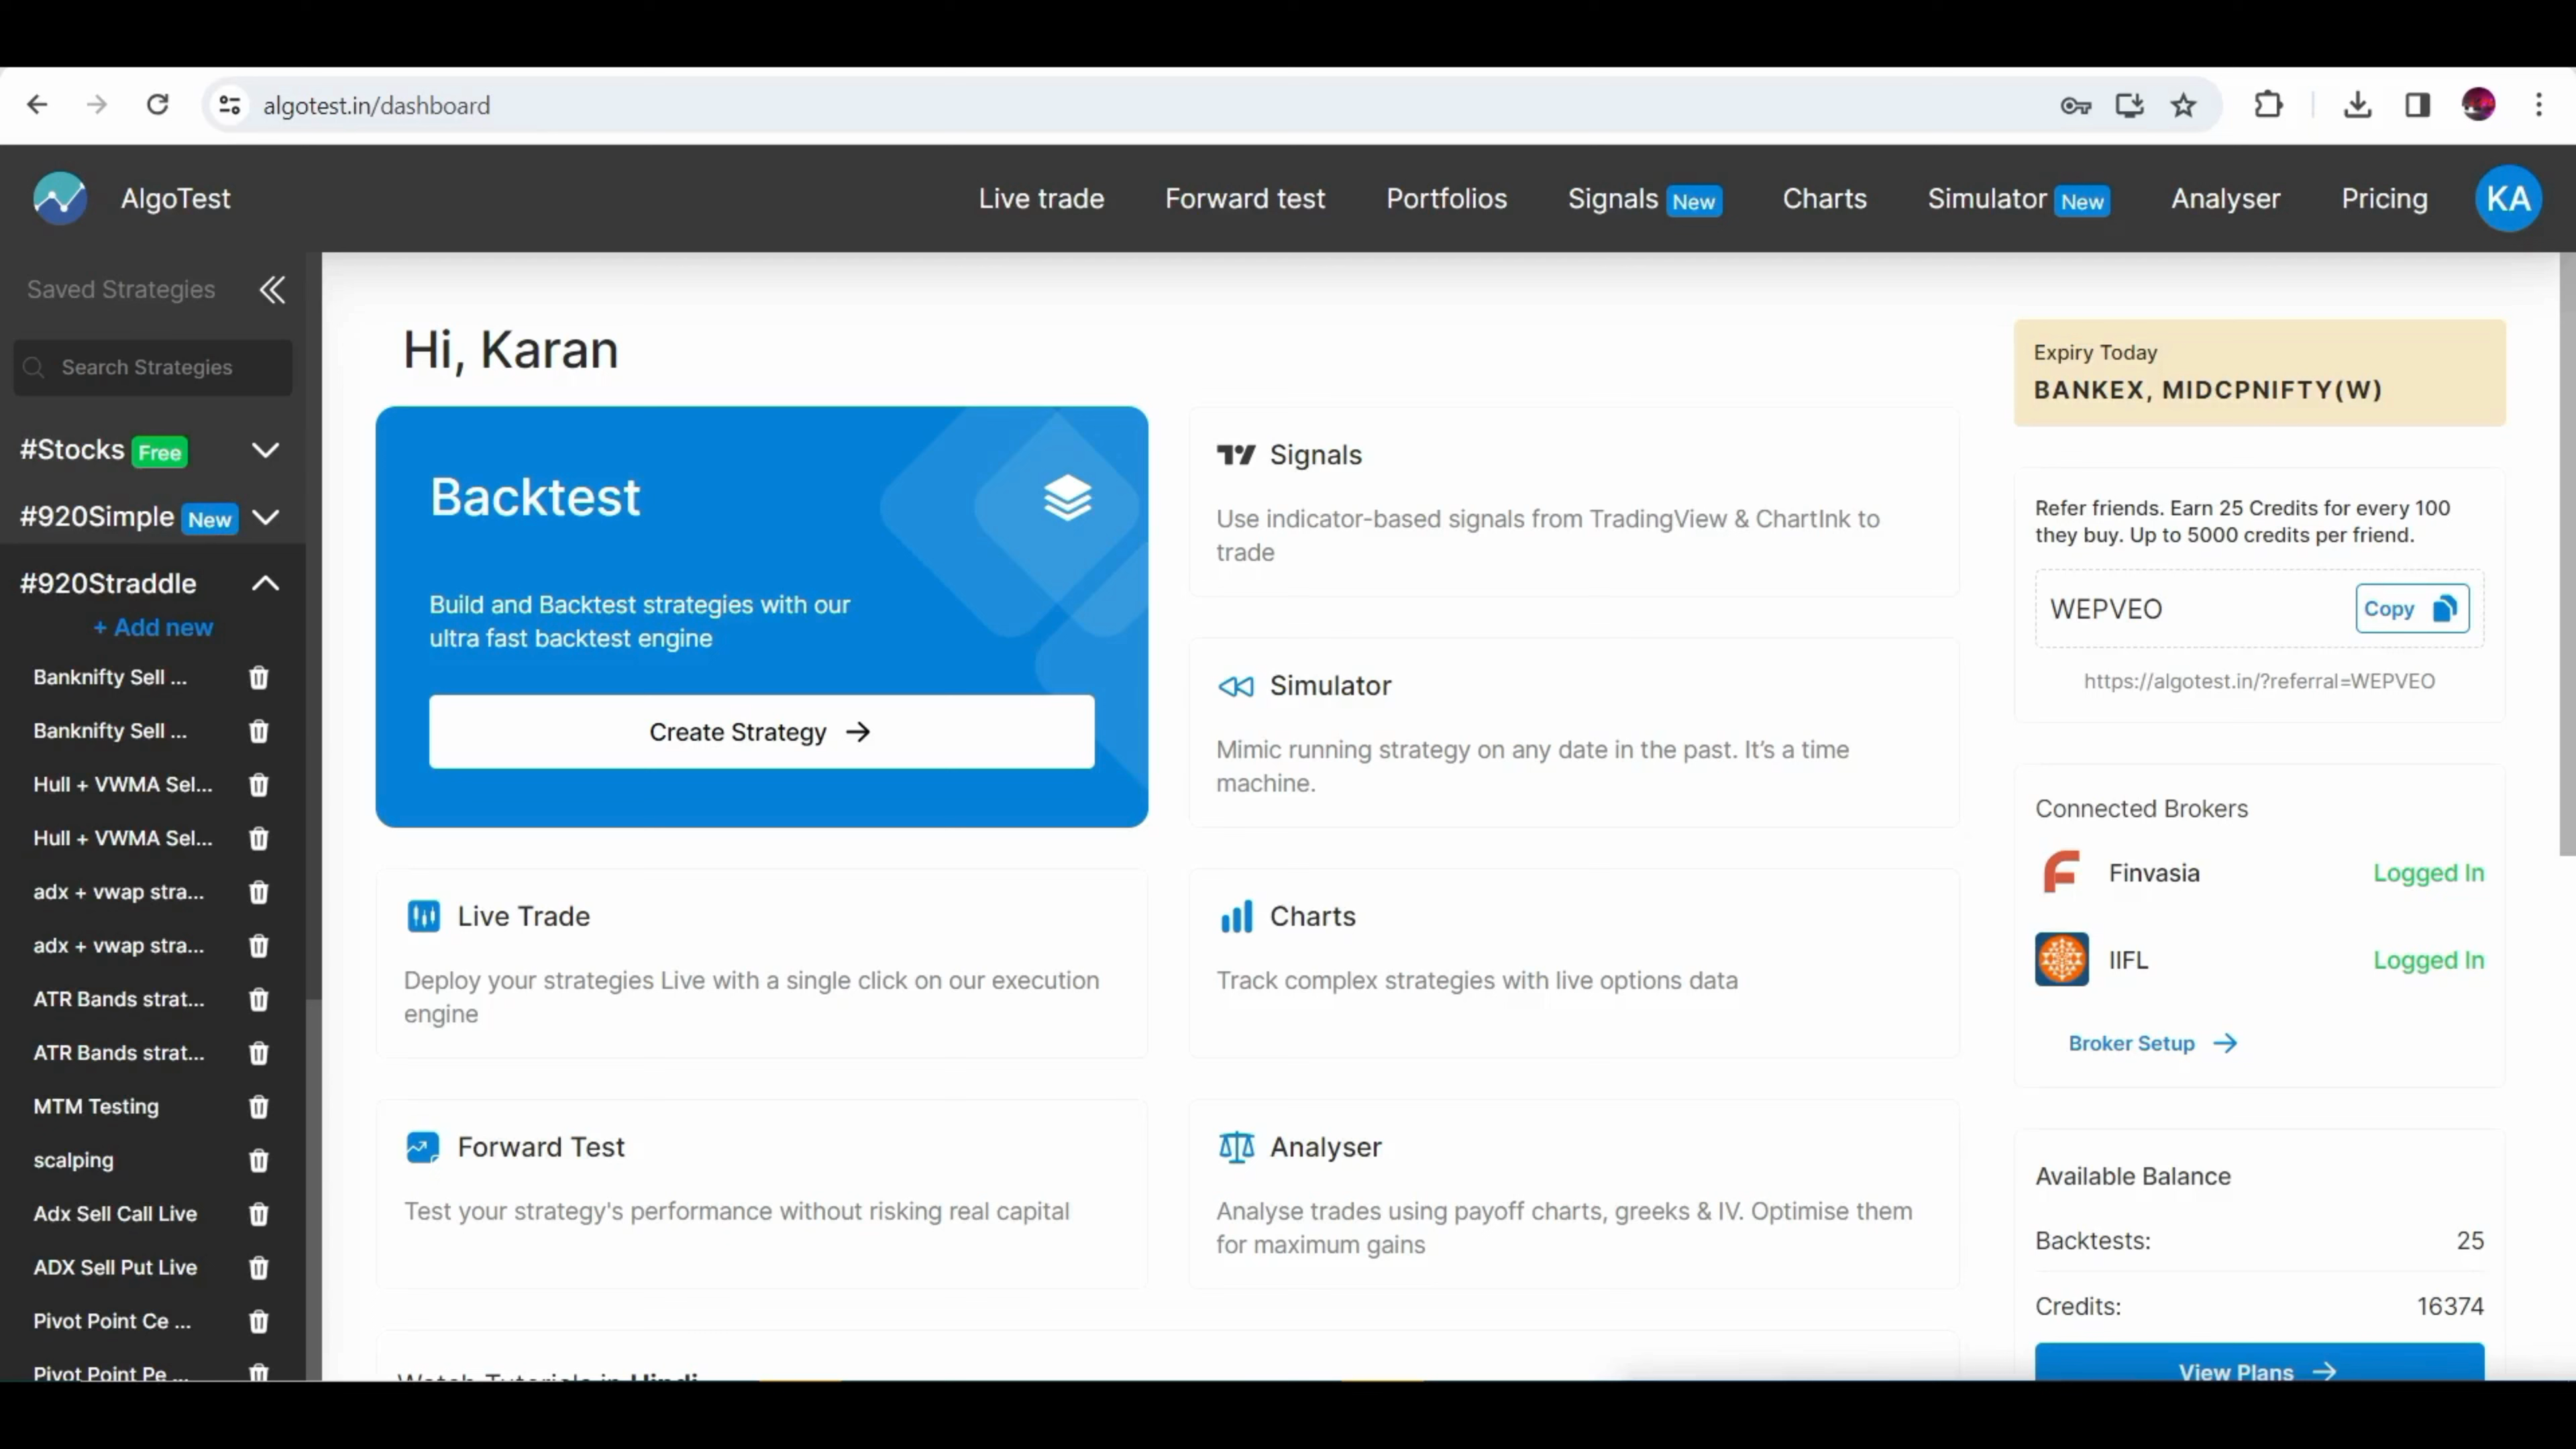 algotest.in/dashboard
AlgoTest
Live trade
Forward test
Portfolios
Signals New
Charts
Simulator New
Analyser
Pricing
KA
Saved Strategies
Search Strategies
#Stocks Free
#920Simple New
#920Straddle
+ Add new
Banknifty Sell ...
Banknifty Sell ...
Hull + VWMA Sel...
Hull + VWMA Sel...
adx + vwap stra...
adx + vwap stra...
ATR Bands strat...
ATR Bands strat...
MTM Testing
scalping
Adx Sell Call Live
ADX Sell Put Live
Pivot Point Ce ...
Pivot Point Pe ...
Hi, Karan
Backtest
Build and Backtest strategies with our
ultra fast backtest engine
Create Strategy
Signals
Use indicator-based signals from TradingView & ChartInk to
trade
Simulator
Mimic running strategy on any date in the past. It's a time
machine.
Live Trade
Deploy your strategies Live with a single click on our execution
engine
Charts
Track complex strategies with live options data
Forward Test
Test your strategy's performance without risking real capital
Analyser
Analyse trades using payoff charts, greeks & IV. Optimise them
for maximum gains
Watch Tutorials in Hindi
Expiry Today
BANKEX, MIDCPNIFTY(W)
Refer friends. Earn 25 Credits for every 100
they buy. Up to 5000 credits per friend.
WEPVEO
Copy
https://algotest.in/?referral=WEPVEO
Connected Brokers
Finvasia Logged In
IIFL Logged In
Broker Setup
Available Balance
Backtests: 25
Credits: 16374
View Plans